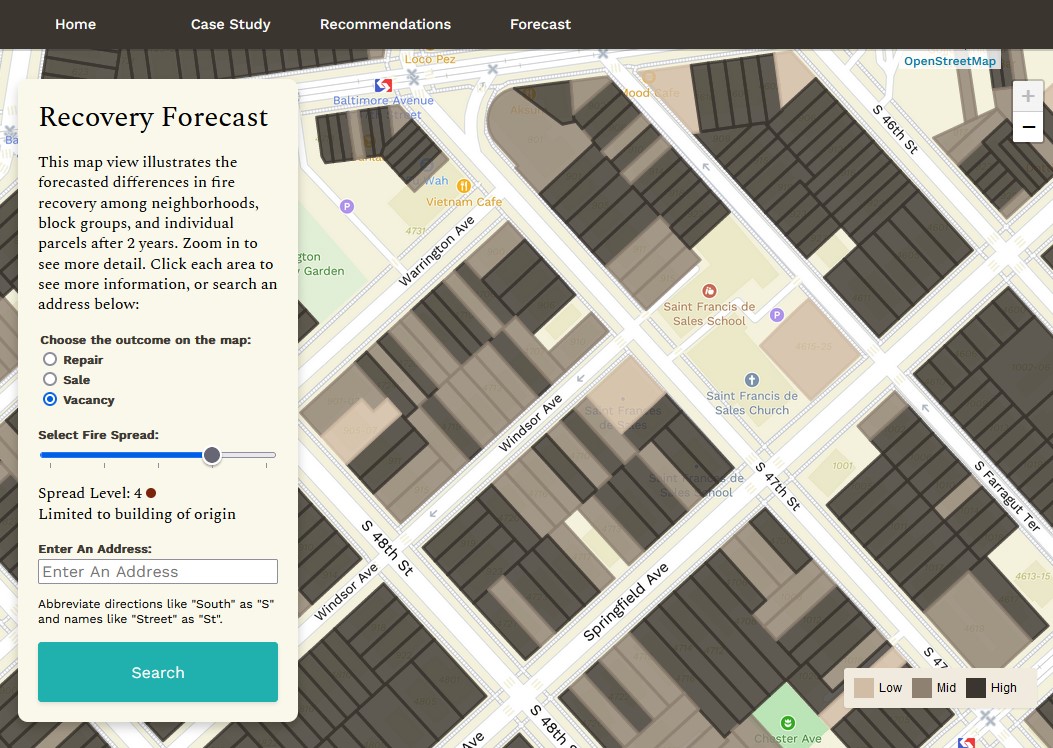 Home
Case Study
Recommendations
Forecast
Recovery Forecast
This map view illustrates the
forecasted differences in fire
recovery among neighborhoods,
block groups, and individual
parcels after 2 years. Zoom in to
see more detail. Click each area to
see more information, or search an
address below:
Choose the outcome on the map:
Repair
Sale
Vacancy
Select Fire Spread:
Spread Level: 4
Limited to building of origin
Enter An Address:
Enter An Address
Abbreviate directions like "South" as "S"
and names like "Street" as "St".
Search
Loco Pez
OpenStreetMap
+
−
Baltimore Avenue
Mood Cafe
S 46th St
Wah
P
Vietnam Cafe
4731
Warrington Ave
Garden
Saint Francis de
Sales School
P
Saint Francis de
Sales Church
Windsor Ave
Saint Frances
de Sales
Saint Francis de
Sales School
1001
S 47th St
S Farragut Ter
S 48th St
Windsor Ave
Springfield Ave
4613-15
S 47
Low
Mid
High
S 48th S
Chester Ave
Ave